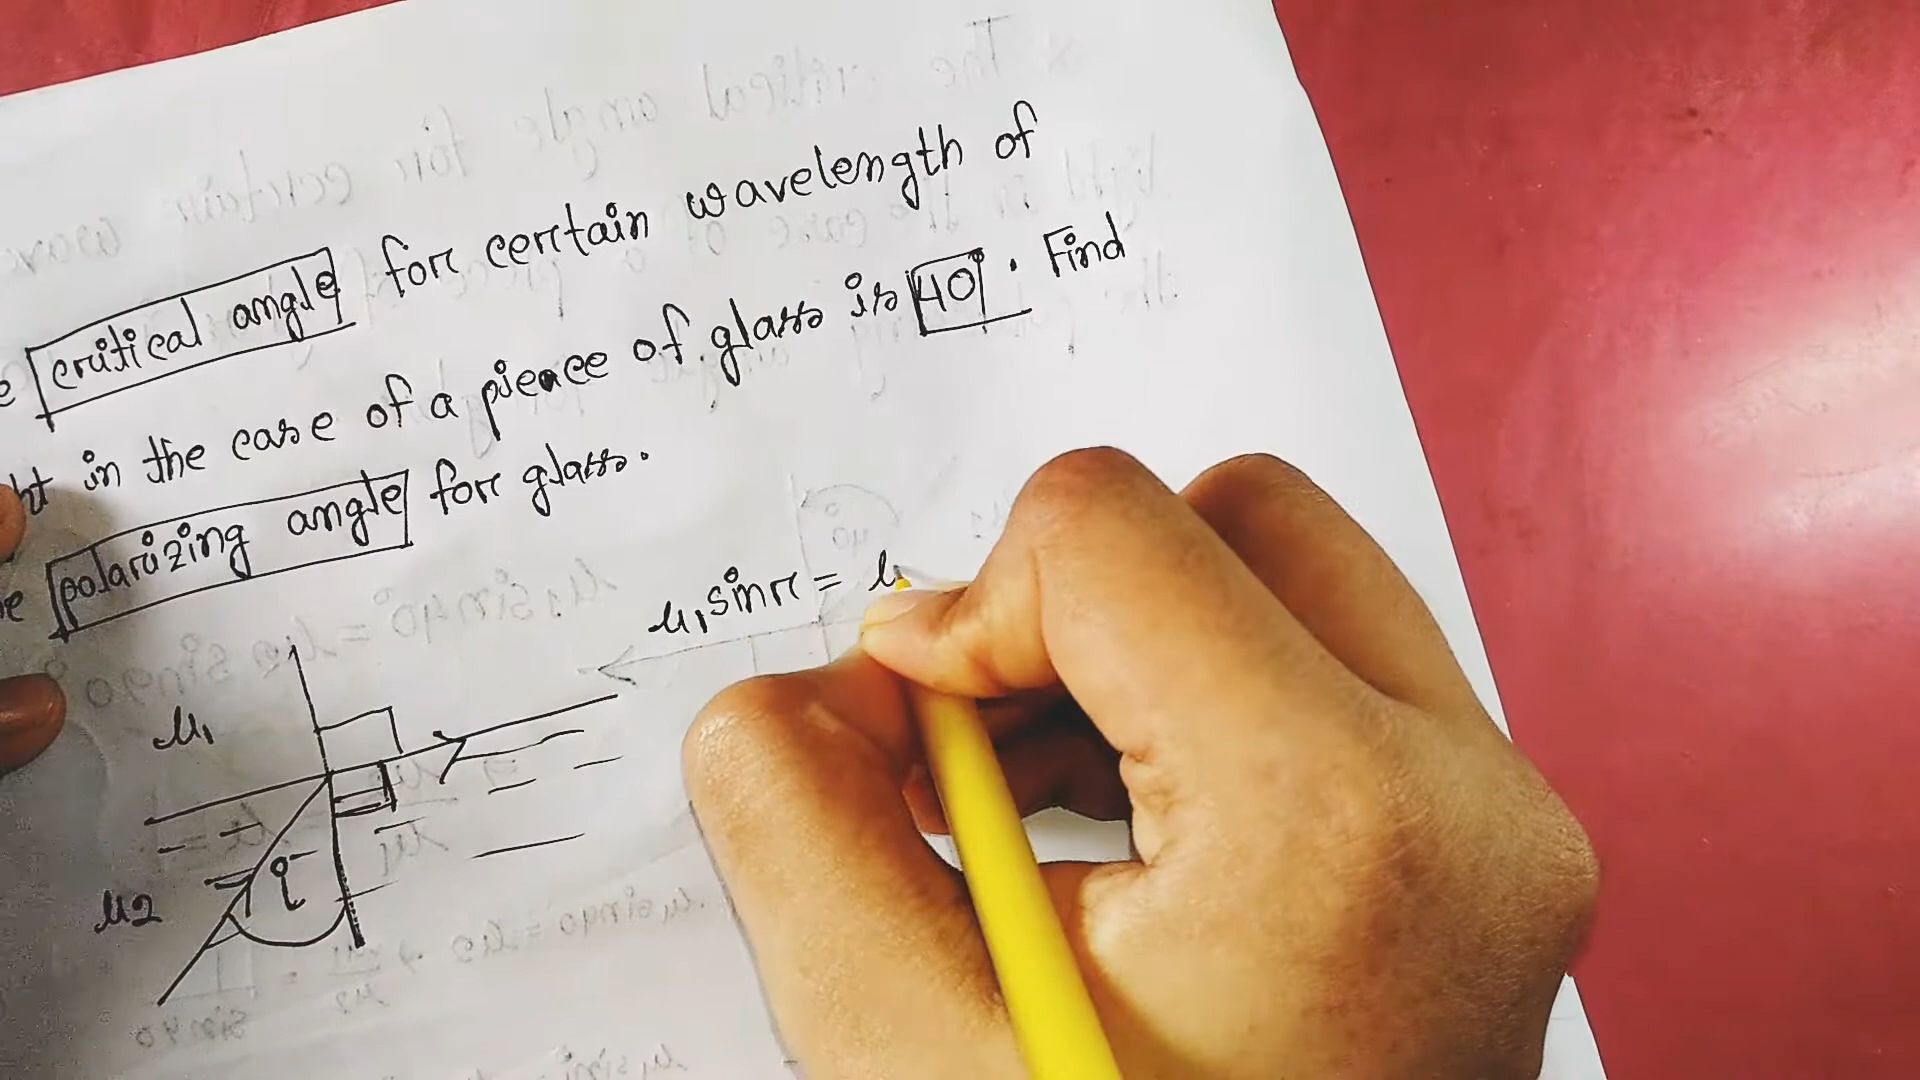 critical angle for certain wavelength of
in the case of a pieace of glass is 40° . Find
polarizing angle for glass.
μ₁ sin r =
μ₁
μ2
i